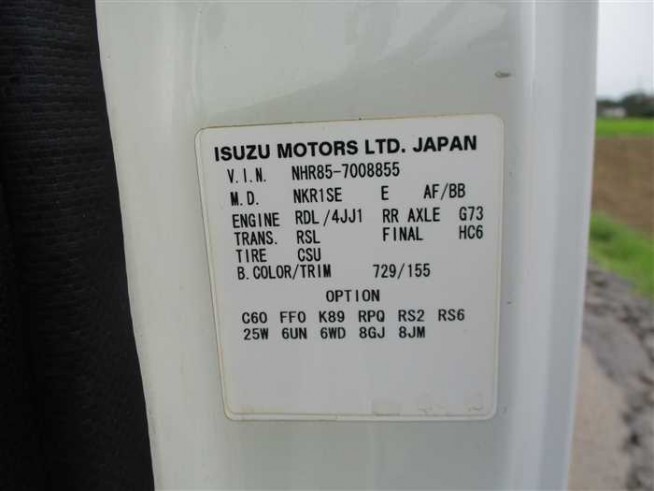 ISUZU MOTORS LTD. JAPAN
V.I.N. NHR85-7008855
M.D. NKR1SE E AF/BB
ENGINE RDL/4JJ1 RR AXLE G73
TRANS. RSL FINAL HC6
TIRE CSU
B.COLOR/TRIM 729/155
OPTION
C60 FF0 K89 RPQ RS2 RS6
25W 6UN 6WD 8GJ 8JM